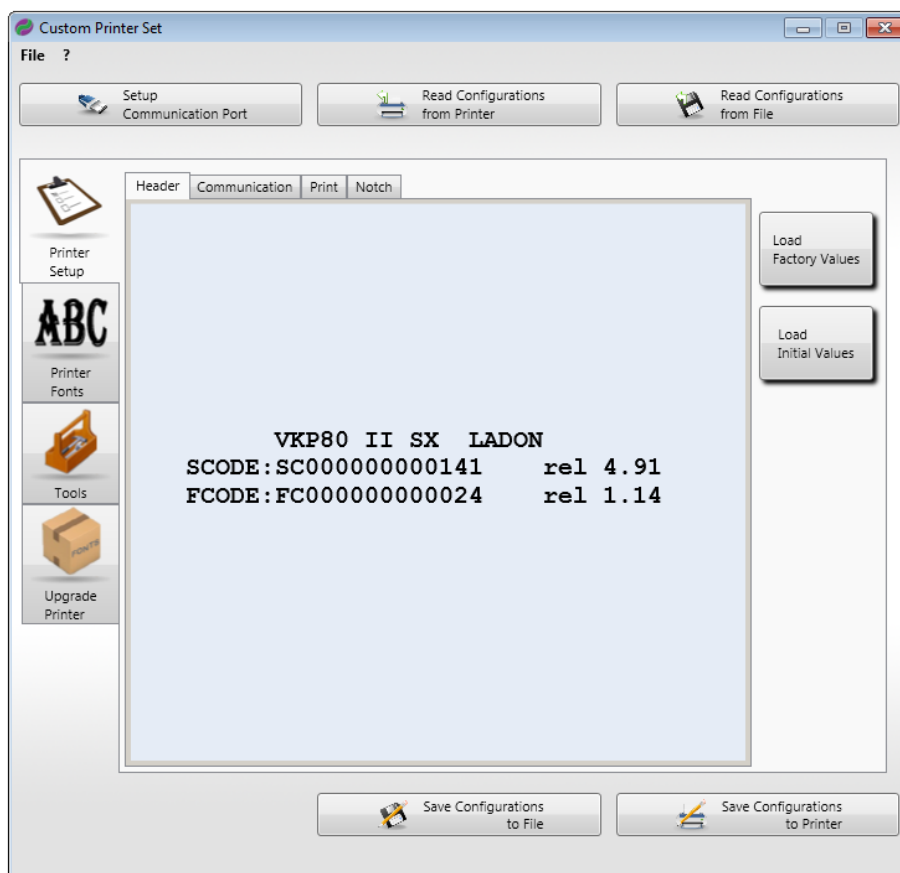 Custom Printer Set
File ?
Setup
Communication Port
Read Configurations
from Printer
Read Configurations
from File
Header Communication Print Notch
Printer
Setup
ABC
Printer
Fonts
Tools
FONTS
Upgrade
Printer
VKP80 II SX LADON
SCODE:SC000000000141 rel 4.91
FCODE:FC000000000024 rel 1.14
Load
Factory Values
Load
Initial Values
Save Configurations
to File
Save Configurations
to Printer